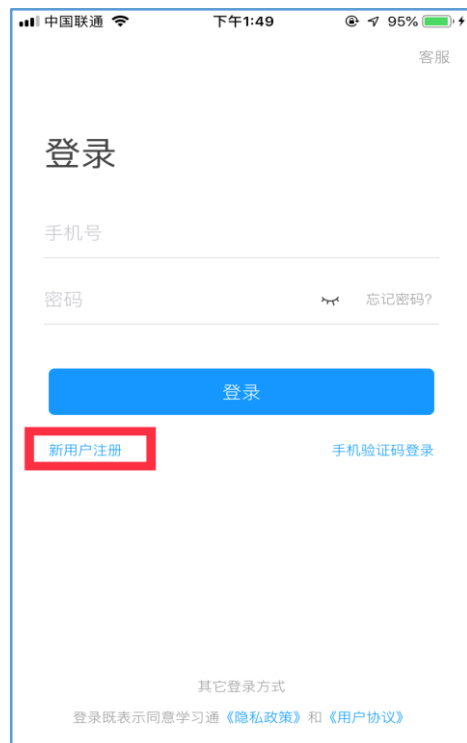 中国联通 下午1:49 95%
客服
登录
手机号
密码 忘记密码?
登录
新用户注册 手机验证码登录
其它登录方式
登录既表示同意学习通《隐私政策》和《用户协议》